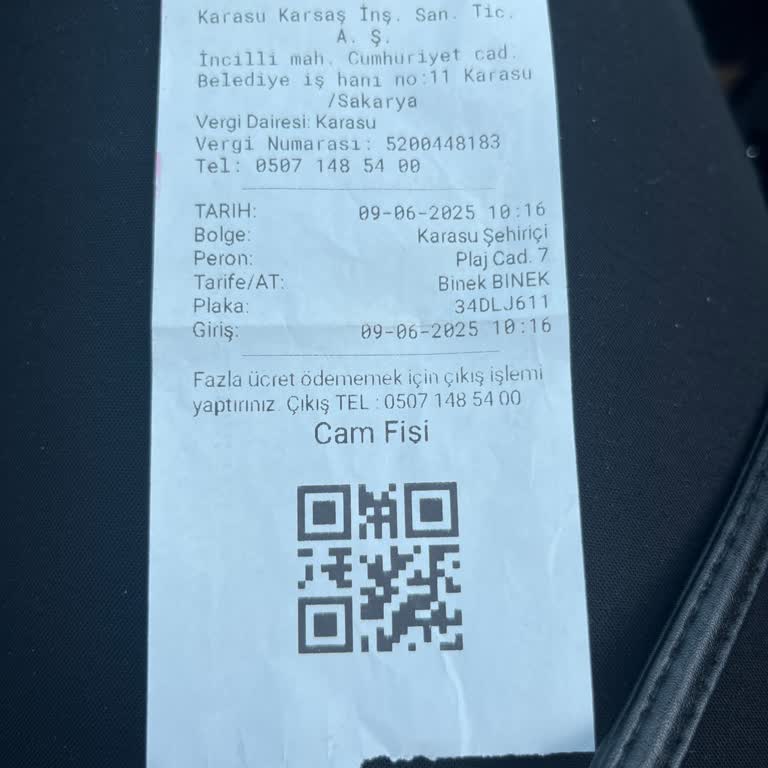 Karasu Karsaş İnş. San. Tic.
A. Ş.
İncilli mah. Cumhuriyet cad.
Belediye iş hanı no:11 Karasu
/Sakarya
Vergi Dairesi: Karasu
Vergi Numarası: 5200448183
Tel: 0507 148 54 00
TARIH: 09-06-2025 10:16
Bolge: Karasu Şehiriçi
Peron: Plaj Cad. 7
Tarife/AT: Binek BINEK
Plaka: 34DLJ611
Giriş: 09-06-2025 10:16
Fazla ücret ödememek için çıkış işlemi
yaptırınız. Çıkış TEL : 0507 148 54 00
Cam Fişi